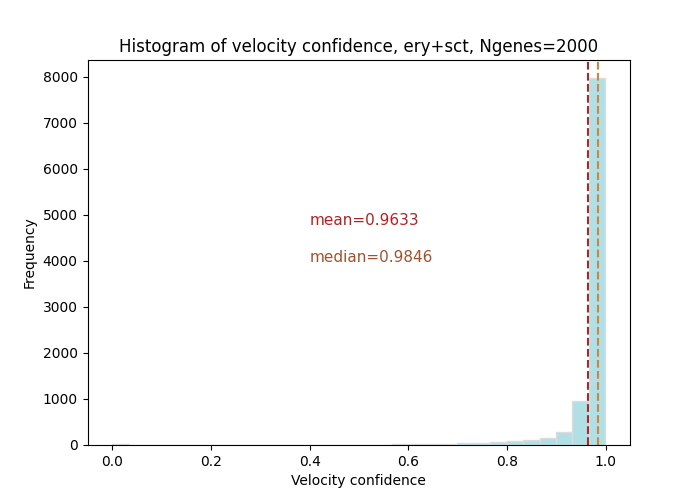 Histogram of velocity confidence, ery+sct, Ngenes=2000
8000
7000
6000
5000
4000
3000
2000
1000
0
Frequency
mean=0.9633
median=0.9846
0.0 0.2 0.4 0.6 0.8 1.0
Velocity confidence